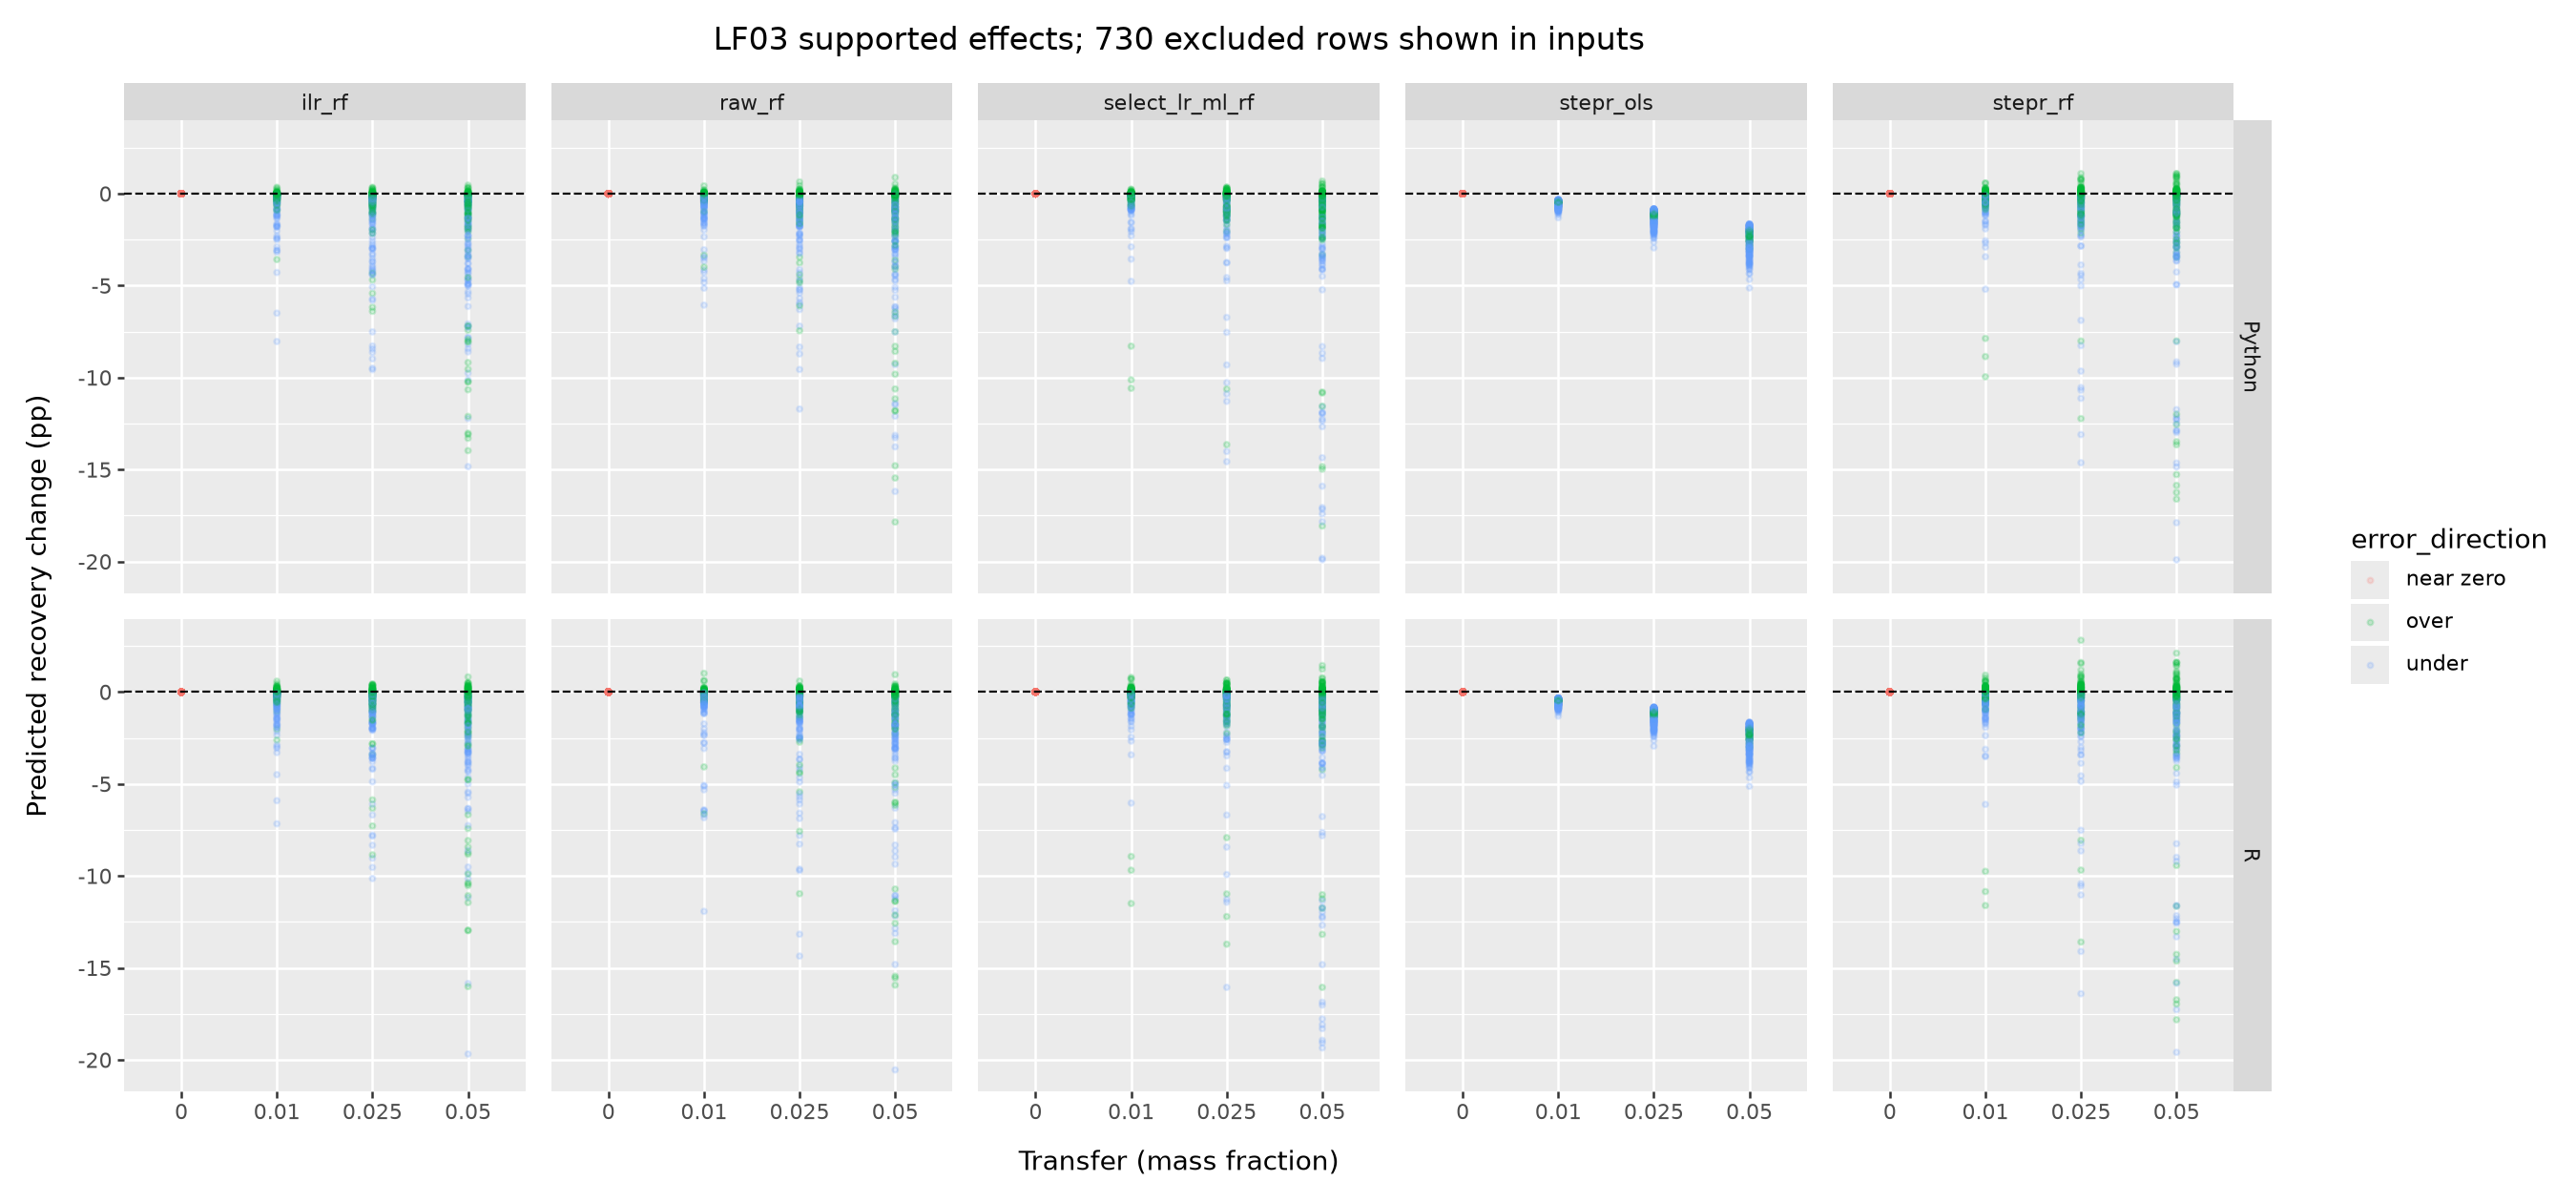 LF03 supported effects; 730 excluded rows shown in inputs
ilr_rf raw_rf select_lr_ml_rf stepr_ols stepr_rf
Predicted recovery change (pp)
0
-5
-10
-15
-20
Python
0
-5
-10
-15
-20
R
0 0.01 0.025 0.05 0 0.01 0.025 0.05 0 0.01 0.025 0.05 0 0.01 0.025 0.05 0 0.01 0.025 0.05
Transfer (mass fraction)
error_direction
near zero
over
under